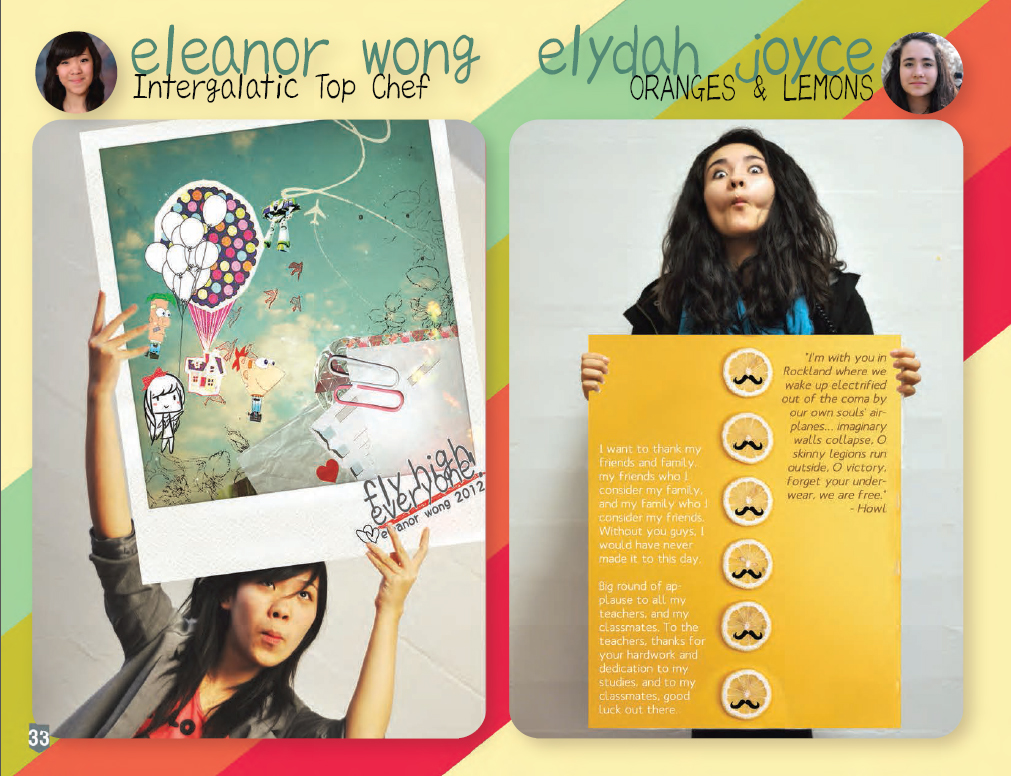 eleanor wong
Intergalatic Top Chef
elydah joyce
ORANGES & LEMONS
fly high
everyone...
eleanor wong 2012
"I'm with you in
Rockland where we
wake up electrified
out of the coma by
our own souls' air-
planes... imaginary
walls collapse, O
skinny legions run
outside, O victory,
forget your under-
wear, we are free."
- Howl
I want to thank my
friends and family,
my friends who I
consider my family,
and my family who I
consider my friends.
Without you guys, I
would have never
made it to this day.
Big round of ap-
plause to all my
teachers, and my
classmates. To the
teachers, thanks for
your hardwork and
dedication to my
studies, and to my
classmates, good
luck out there.
33